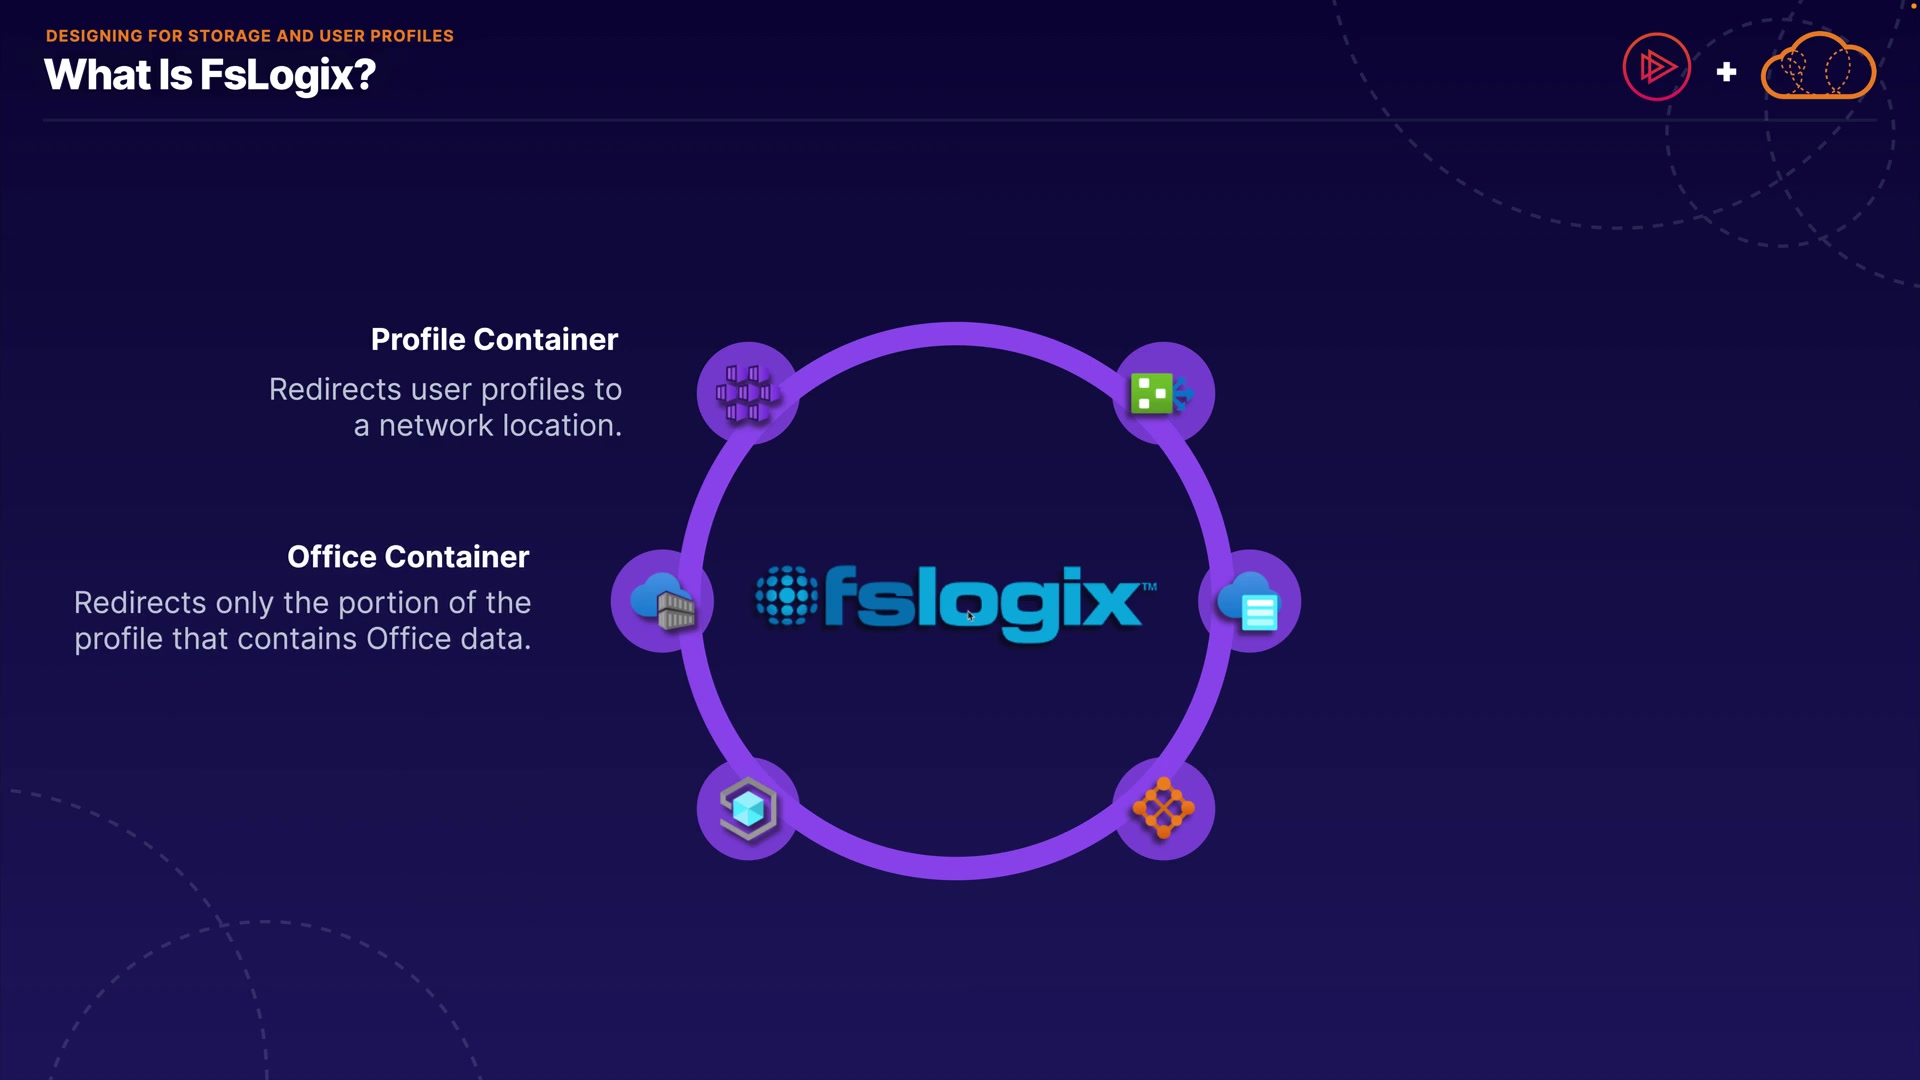 DESIGNING FOR STORAGE AND USER PROFILES
What Is FsLogix?
Profile Container
Redirects user profiles to
a network location.
Office Container
Redirects only the portion of the
profile that contains Office data.
fslogix™